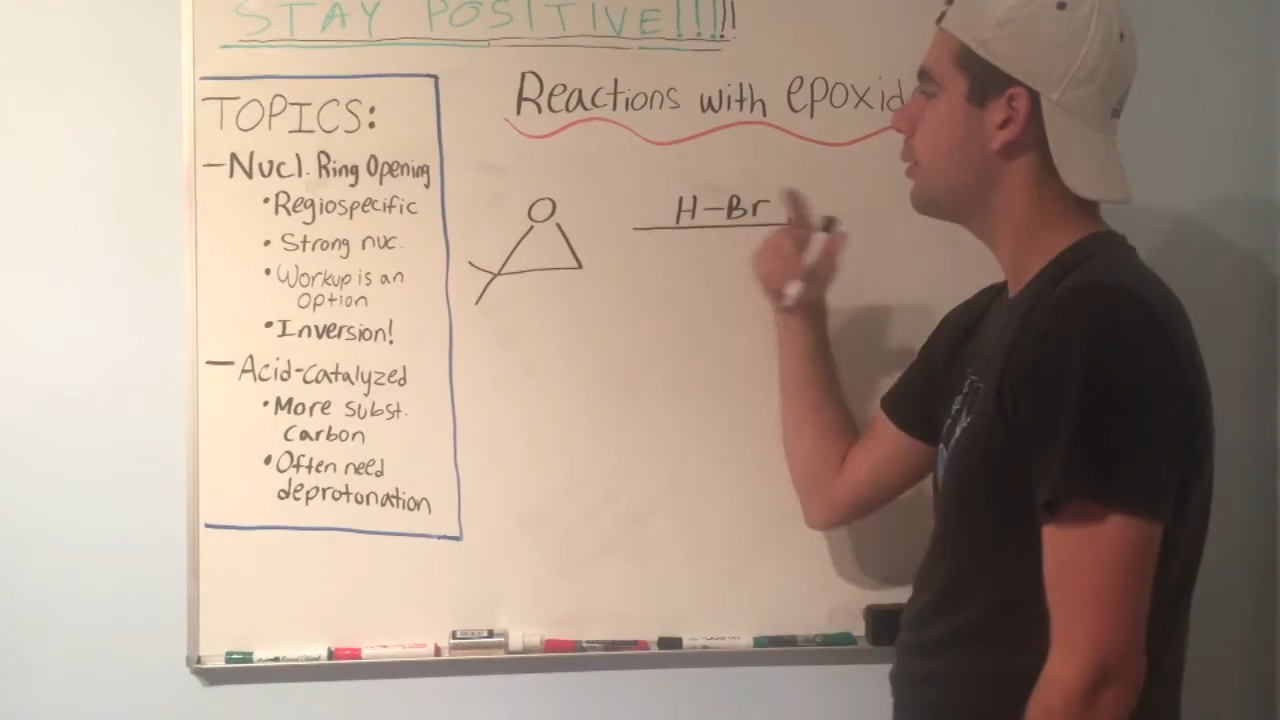 STAY POSITIVE!!!!!
TOPICS:
Reactions with epoxid
- Nucl. Ring Opening
• Regiospecific
• Strong nuc.
• Workup is an
option
• Inversion!
- Acid-catalyzed
• More subst.
Carbon
• Often need
deprotonation
O
H-Br